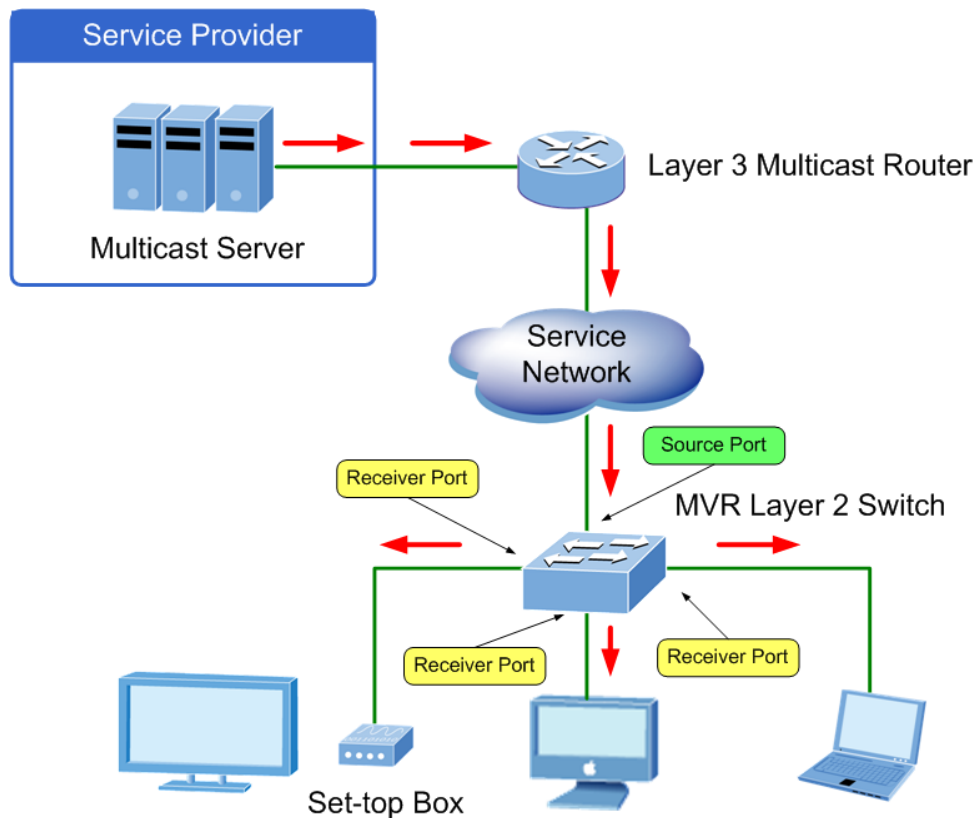 Service Provider
Multicast Server
Layer 3 Multicast Router
Service
Network
Source Port
Receiver Port
MVR Layer 2 Switch
Receiver Port
Receiver Port
Set-top Box